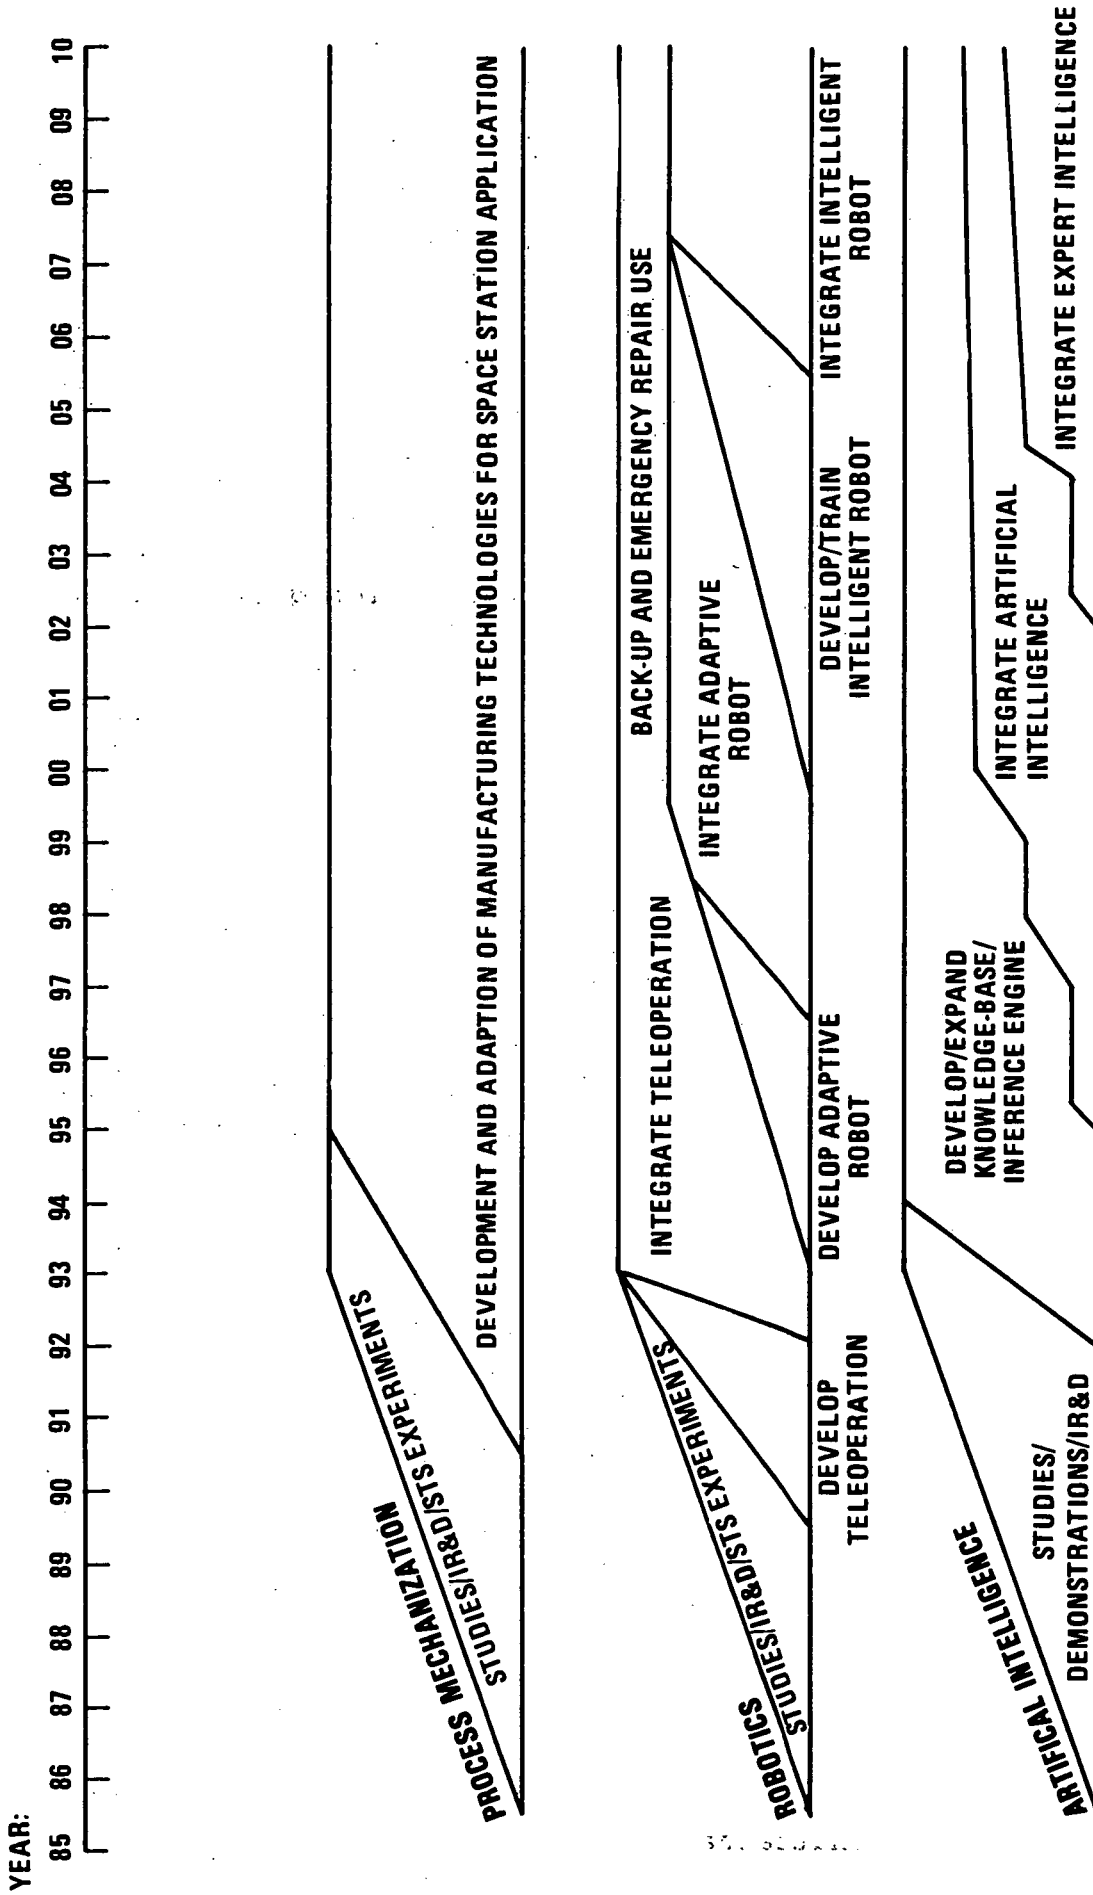 YEAR:
85 86 87 88 89 90 91 92 93 94 95 96 97 98 99 00 01 02 03 04 05 06 07 08 09 10
PROCESS MECHANIZATION
STUDIES/IR&D/STS EXPERIMENTS
DEVELOPMENT AND ADAPTION OF MANUFACTURING TECHNOLOGIES FOR SPACE STATION APPLICATION
ROBOTICS
STUDIES/IR&D/STS EXPERIMENTS
INTEGRATE TELEOPERATION
BACK-UP AND EMERGENCY REPAIR USE
INTEGRATE ADAPTIVE
ROBOT
DEVELOP
TELEOPERATION
DEVELOP ADAPTIVE
ROBOT
DEVELOP/TRAIN
INTELLIGENT ROBOT
INTEGRATE INTELLIGENT
ROBOT
ARTIFICAL INTELLIGENCE
STUDIES/
DEMONSTRATIONS/IR&D
DEVELOP/EXPAND
KNOWLEDGE-BASE/
INFERENCE ENGINE
INTEGRATE ARTIFICIAL
INTELLIGENCE
INTEGRATE EXPERT INTELLIGENCE